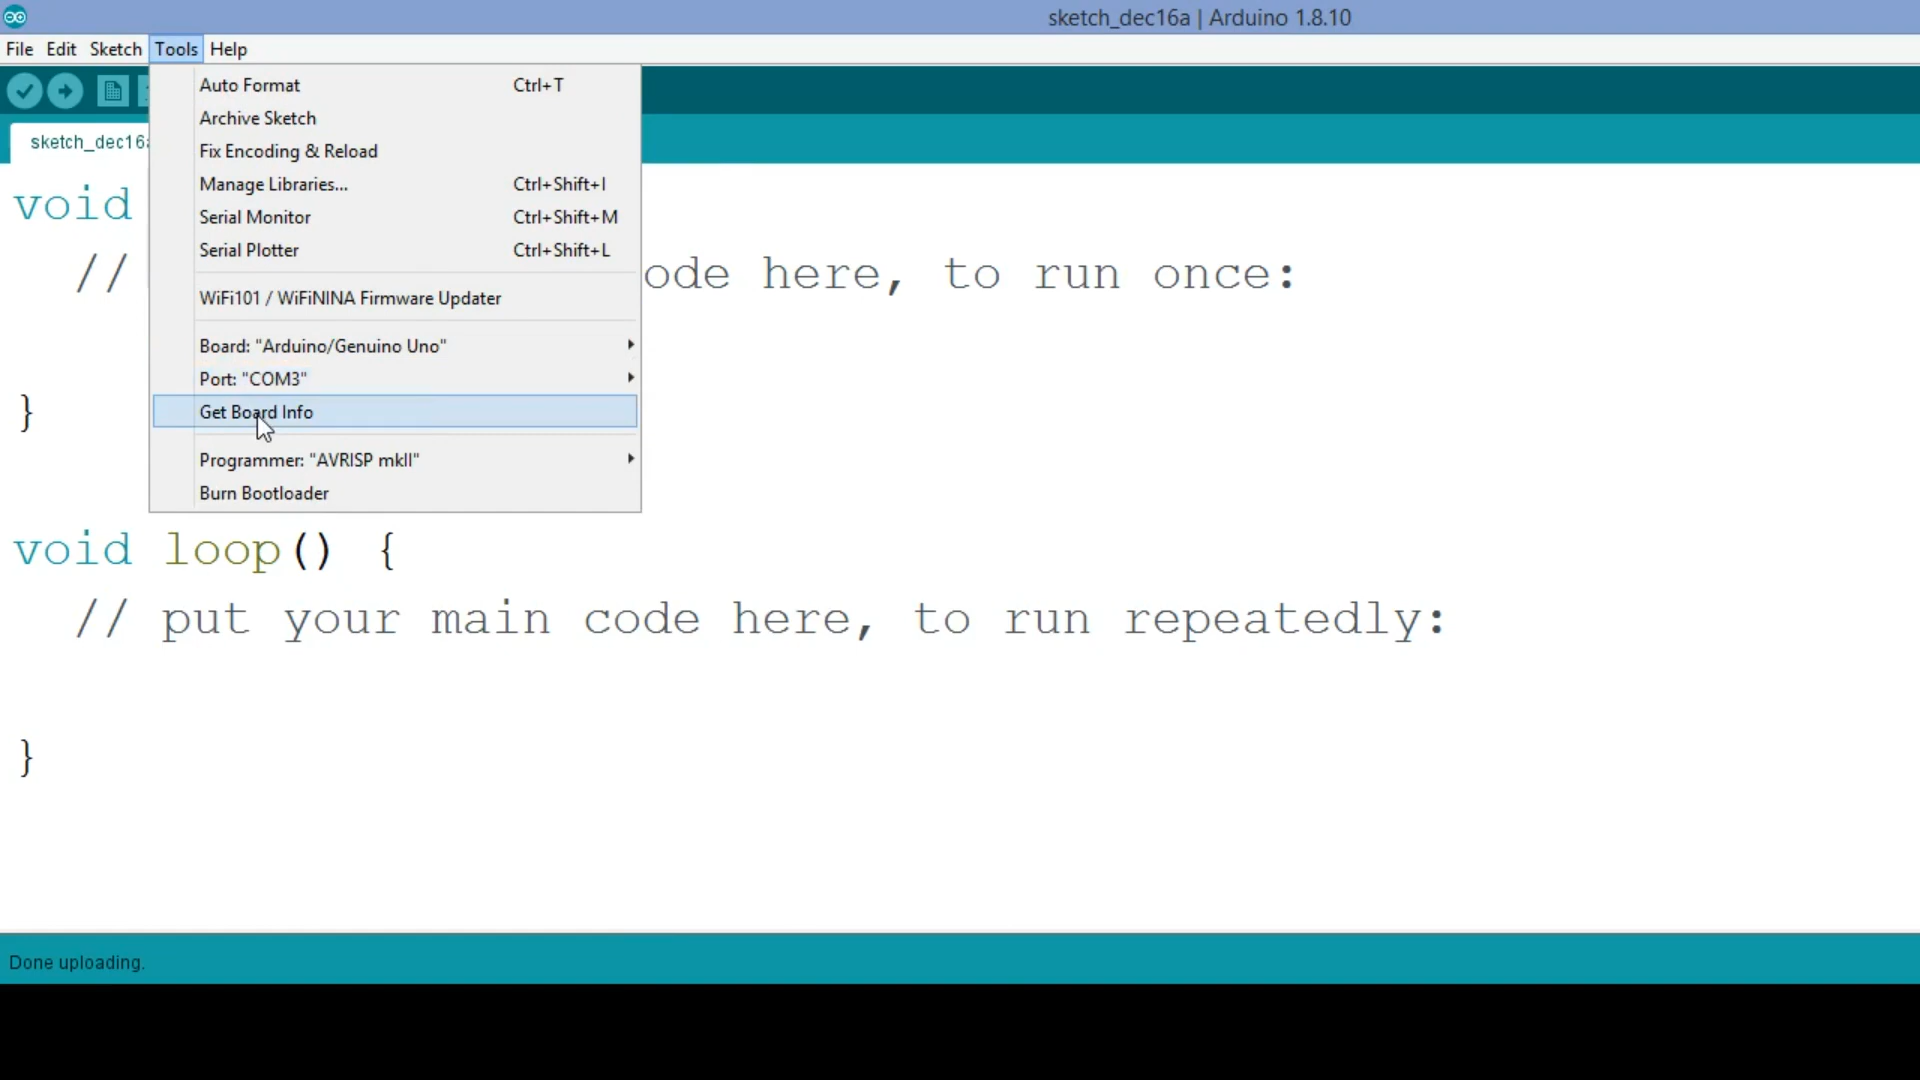 sketch_dec16a | Arduino 1.8.10
File Edit Sketch Tools Help
Auto Format Ctrl+T
Archive Sketch
sketch_dec16a
Fix Encoding & Reload
Manage Libraries... Ctrl+Shift+I
void
Serial Monitor Ctrl+Shift+M
Serial Plotter Ctrl+Shift+L
// ode here, to run once:
WiFi101 / WiFiNINA Firmware Updater
Board: "Arduino/Genuino Uno"
Port: "COM3"
Get Board Info
}
Programmer: "AVRISP mkII"
Burn Bootloader
void loop() {
// put your main code here, to run repeatedly:
}
Done uploading.